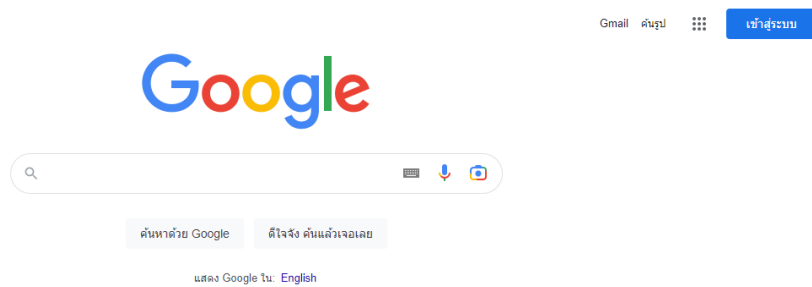 Gmail ค้นรูป เข้าสู่ระบบ
Google
ค้นหาด้วย Google ดีใจจัง ค้นแล้วเจอเลย
แสดง Google ใน: English